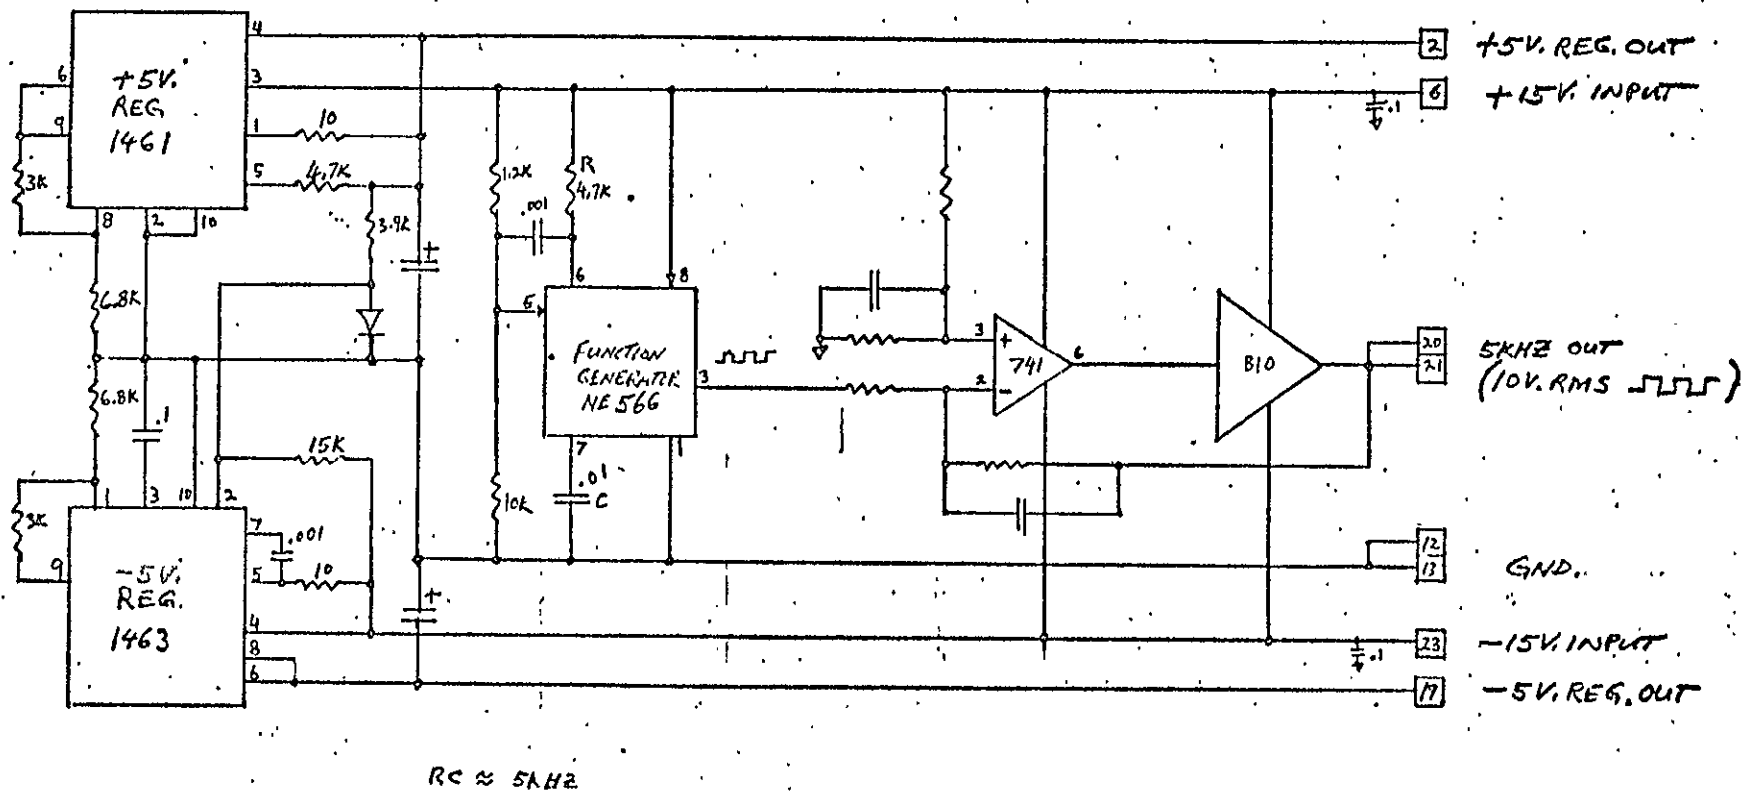 4
2
+5V. REG. OUT
6
3
+5V.
REG
1461
6
+15V. INPUT
.1
9
1
10
3K
5
4.7K
1.2K
R
4.7K
8
2
10
3.9K
.001
+
6
8
6.8K
5
3
+
741
6
B10
20
21
5KHZ OUT
(10V. RMS
)
FUNCTION
GENERATOR
NE 566
3
2
-
6.8K
.1
15K
7
1
.01
C
10K
1
3
10
2
3K
7
.001
12
13
GND.
9
-5V.
REG.
1463
5
10
+
4
23
-15V. INPUT
.1
8
6
17
-5V. REG. OUT
RC ≈ 5KHZ